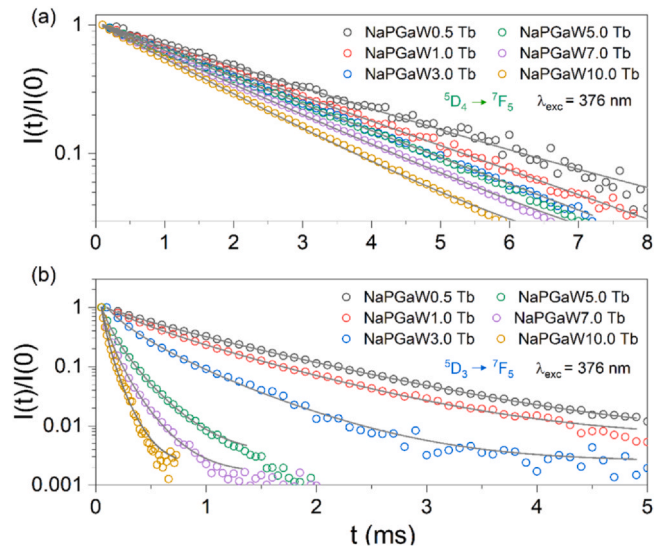 (a)
1
NaPGaW0.5 Tb NaPGaW5.0 Tb
NaPGaW1.0 Tb NaPGaW7.0 Tb
NaPGaW3.0 Tb NaPGaW10.0 Tb
⁵D₄ → ⁷F₅ λexc = 376 nm
I(t)/I(0)
0.1
0 1 2 3 4 5 6 7 8
(b)
1
NaPGaW0.5 Tb NaPGaW5.0 Tb
NaPGaW1.0 Tb NaPGaW7.0 Tb
NaPGaW3.0 Tb NaPGaW10.0 Tb
⁵D₃ → ⁷F₅ λexc = 376 nm
I(t)/I(0)
0.1
0.01
0.001
0 1 2 3 4 5
t (ms)